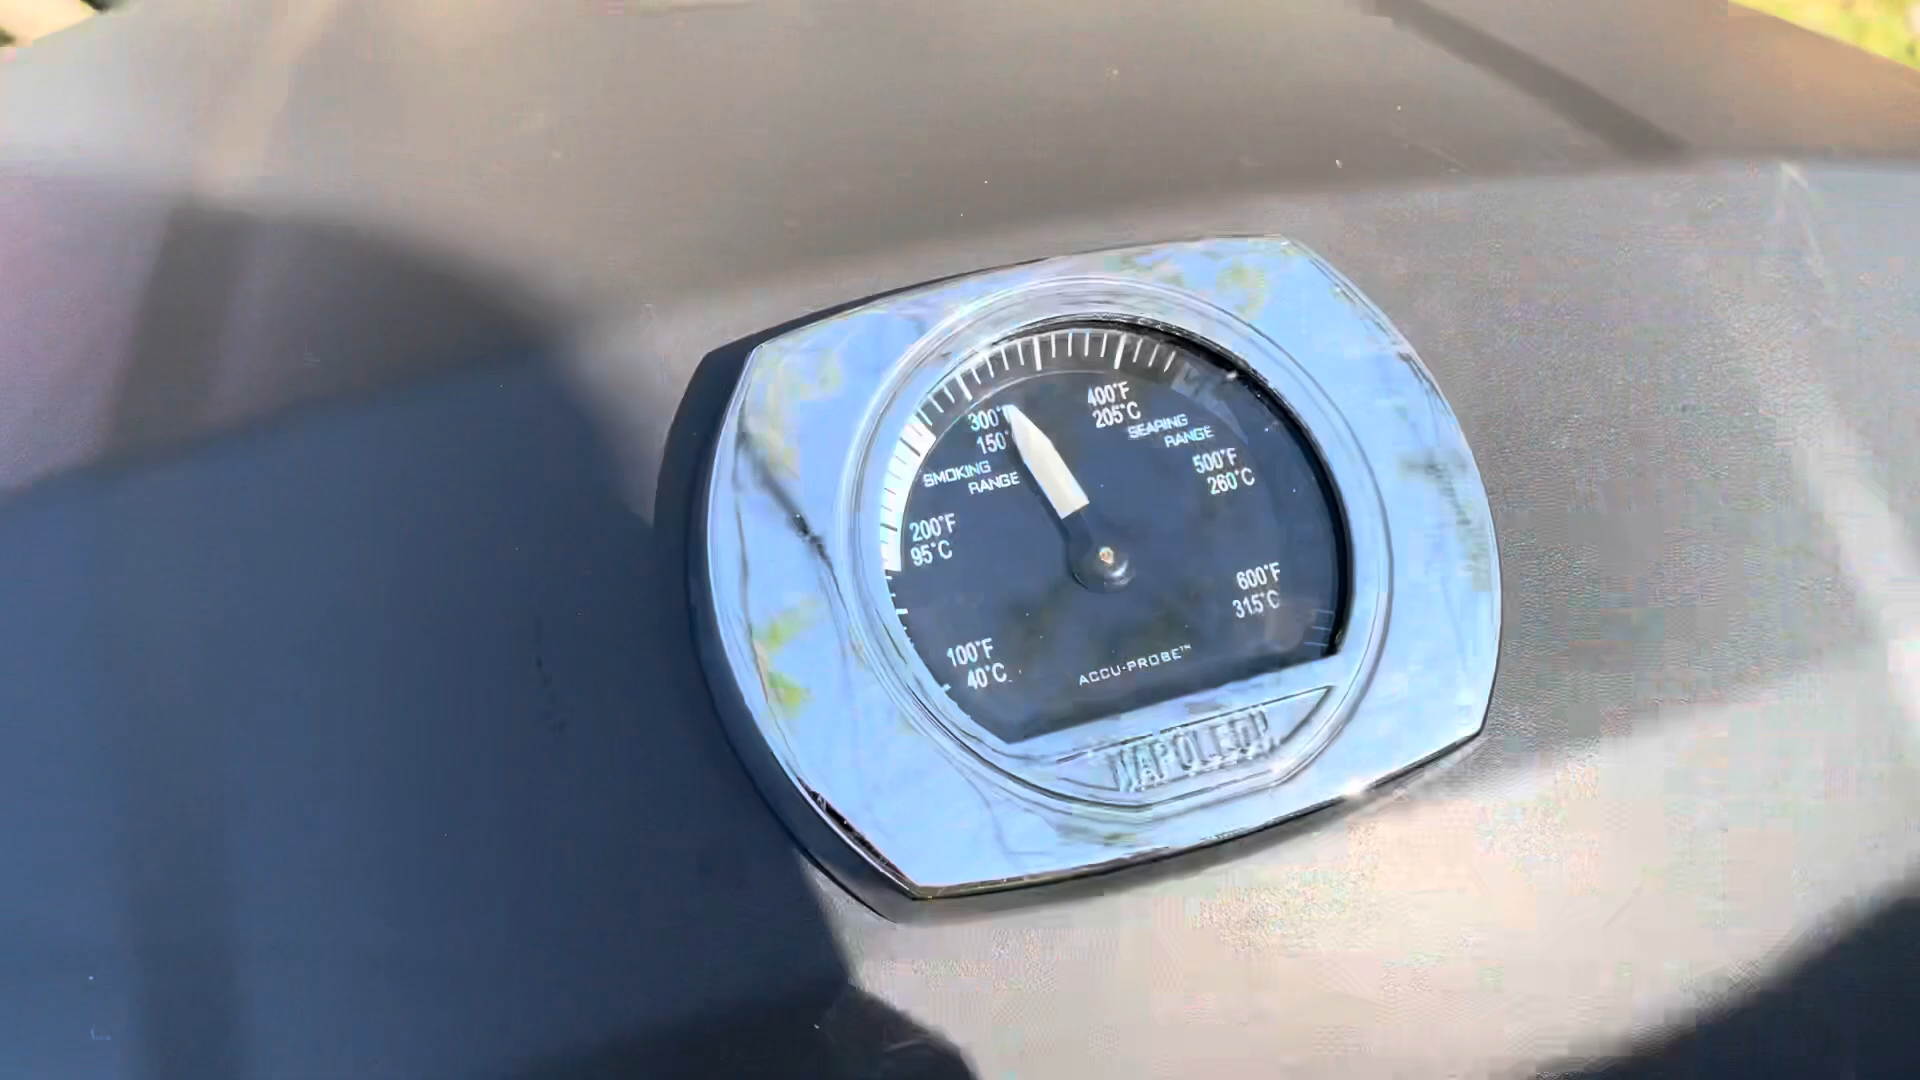 400°F
205°C
300°
150°
SEARING
RANGE
SMOKING
RANGE
500°F
260°C
200°F
95°C
600°F
315°C
100°F
40°C
ACCU-PROBE™
NAPOLEON